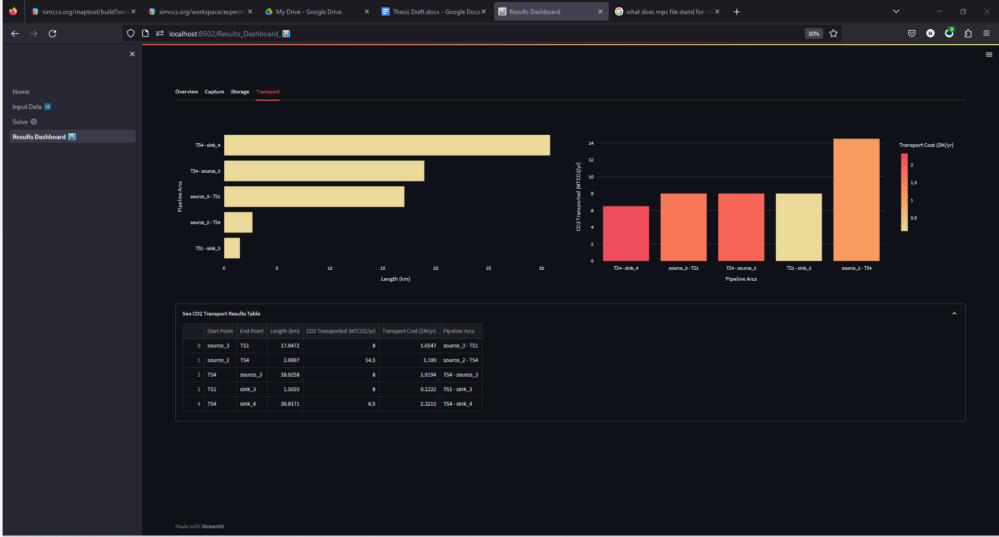 simccs.org/maptool/build?wor
simccs.org/workspace/experim
My Drive - Google Drive
Thesis Draft.docx - Google Docs
Results Dashboard
what does mps file stand for - G
localhost:8502/Results_Dashboard_
80%
N
0
Home
Input Data
Solve
Results Dashboard
Overview Capture Storage Transport
Pipeline Arcs
TS4 - sink_4
TS4 - source_3
source_3 - TS1
source_2 - TS4
TS1 - sink_3
0 5 10 15 20 25 30
Length (km)
CO2 Transported (MTCO2/yr)
14
12
10
8
6
4
2
0
TS4 - sink_4 source_3 - TS1 TS4 - source_3 TS1 - sink_3 source_2 - TS4
Pipeline Arcs
Transport Cost ($M/yr)
2
1.5
1
0.5
See CO2 Transport Results Table
Start Point End Point Length (km) CO2 Transported (MTCO2/yr) Transport Cost ($M/yr) Pipeline Arcs
0 source_3 TS1 17.0472 8 1.6547 source_3 - TS1
1 source_2 TS4 2.6907 14.5 1.109 source_2 - TS4
2 TS4 source_3 18.9258 8 1.9194 TS4 - source_3
3 TS1 sink_3 1.5035 8 0.1222 TS1 - sink_3
4 TS4 sink_4 30.8171 6.5 2.3215 TS4 - sink_4
Made with Streamlit